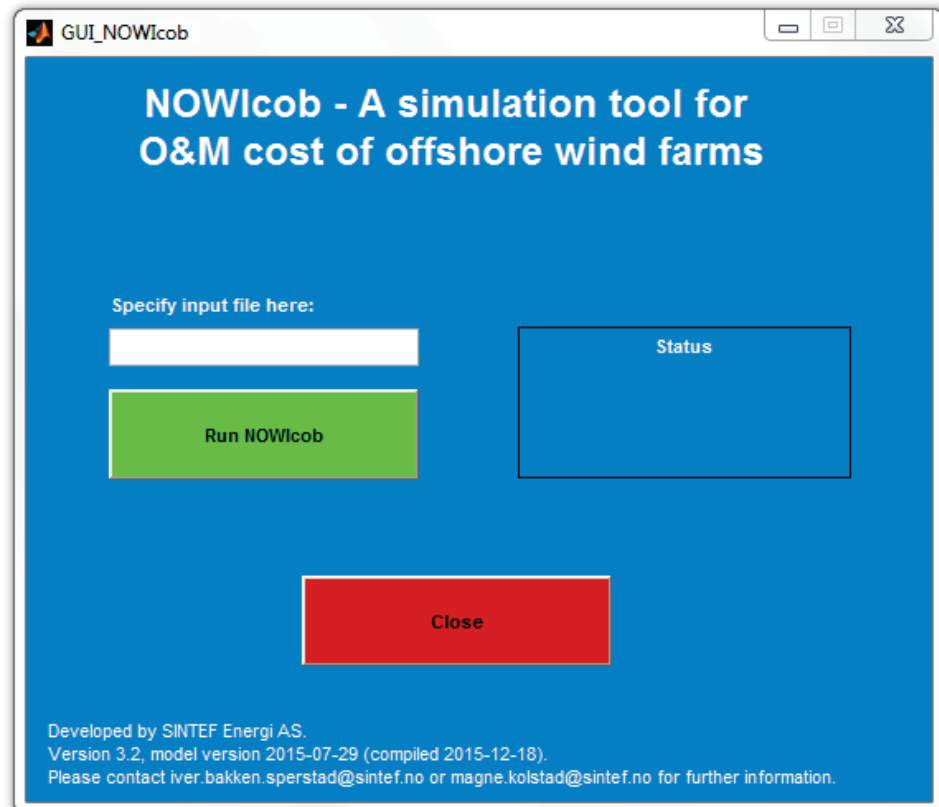 GUI_NOWIcob
NOWIcob - A simulation tool for
O&M cost of offshore wind farms
Specify input file here:
Status
Run NOWIcob
Close
Developed by SINTEF Energi AS.
Version 3.2, model version 2015-07-29 (compiled 2015-12-18).
Please contact iver.bakken.sperstad@sintef.no or magne.kolstad@sintef.no for further information.